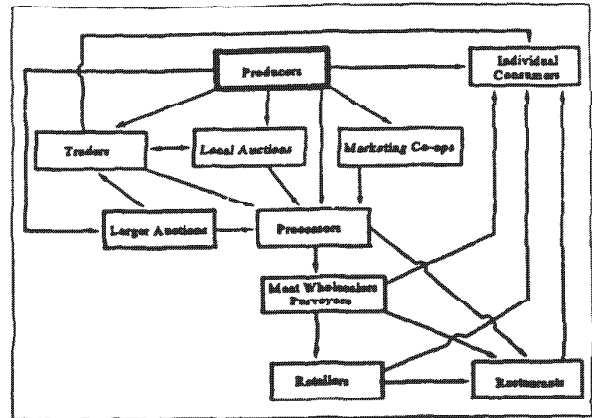 Producers
Individual
Consumers
Traders
Local Auctions
Marketing Co-ops
Larger Auctions
Processors
Meat Wholesalers
Purveyors
Retailers
Restaurants